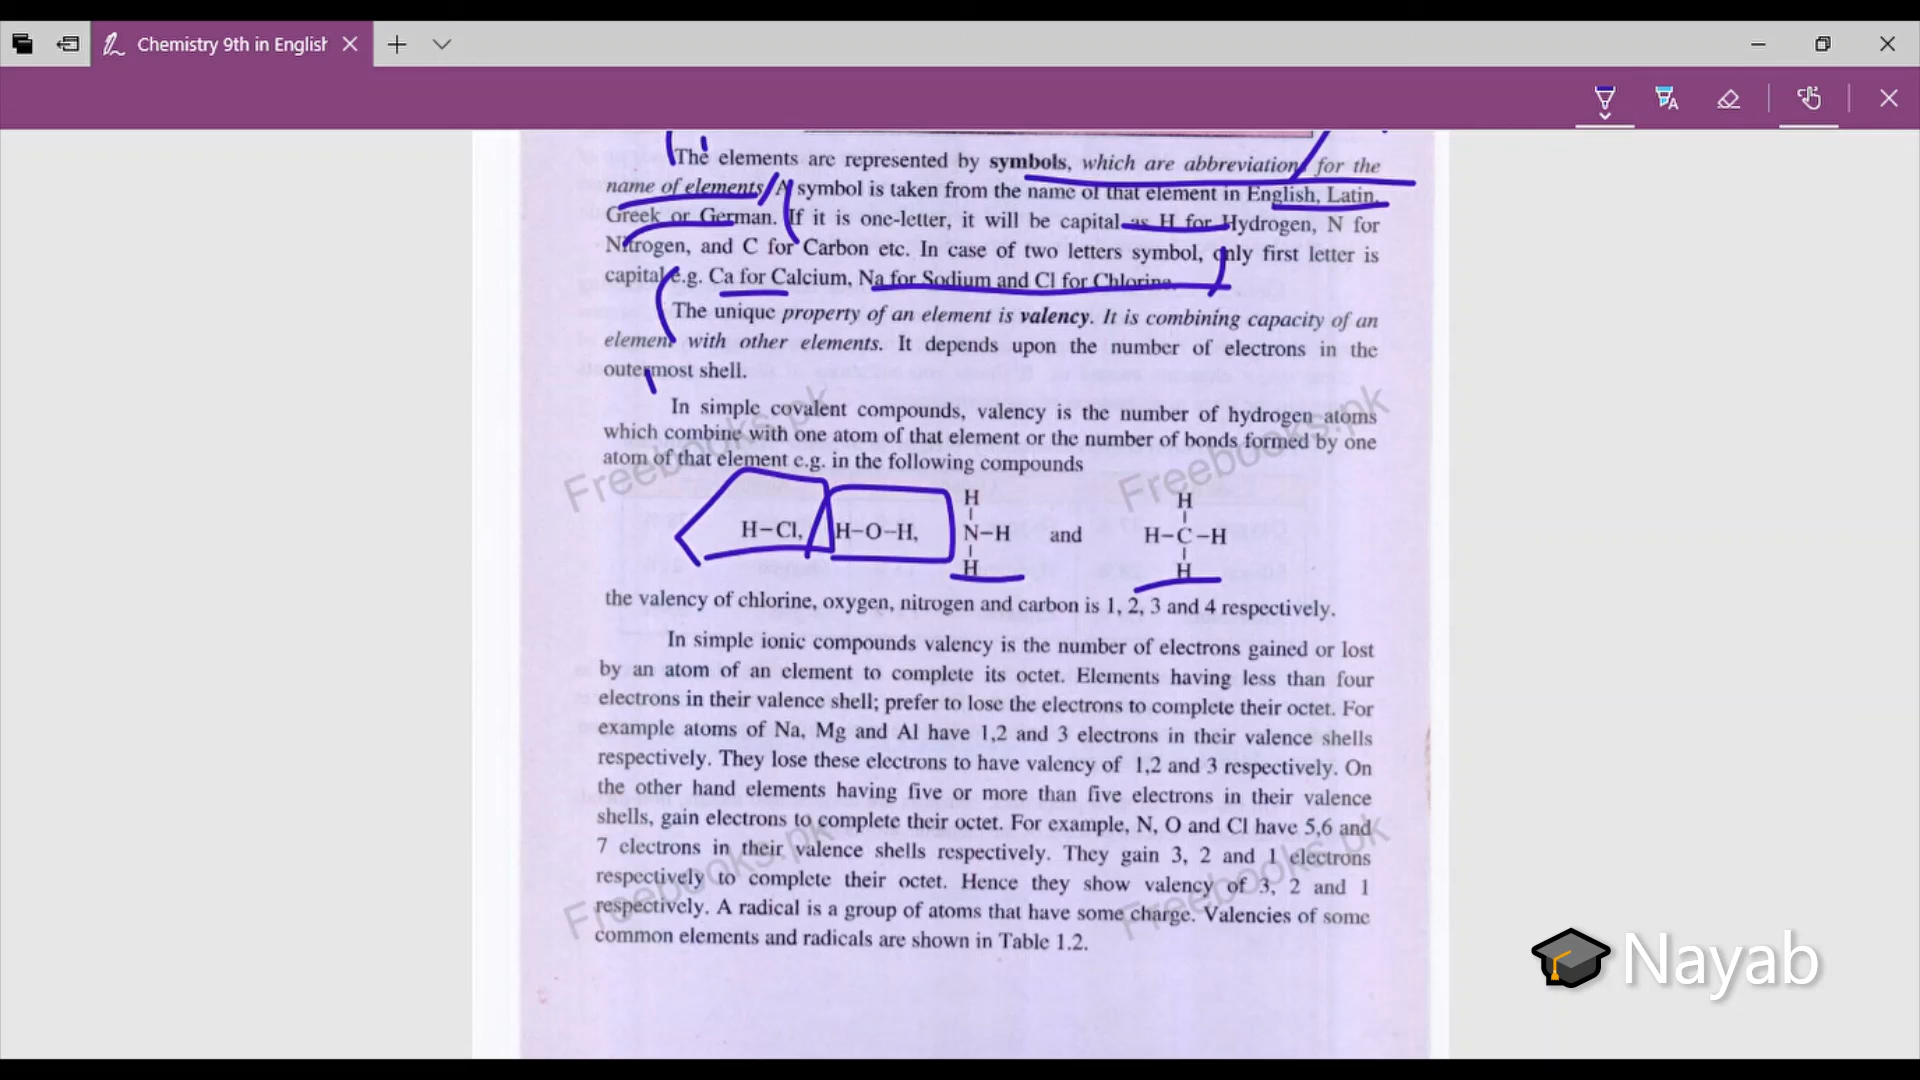 Chemistry 9th in English
The elements are represented by symbols, which are abbreviation for the
name of elements. A symbol is taken from the name of that element in English, Latin,
Greek or German. If it is one-letter, it will be capital as H for Hydrogen, N for
Nitrogen, and C for Carbon etc. In case of two letters symbol, only first letter is
capital e.g. Ca for Calcium, Na for Sodium and Cl for Chlorine.
The unique property of an element is valency. It is combining capacity of an
element with other elements. It depends upon the number of electrons in the
outermost shell.
In simple covalent compounds, valency is the number of hydrogen atoms
which combine with one atom of that element or the number of bonds formed by one
atom of that element e.g. in the following compounds
H H
H–Cl, H–O–H, N–H and H–C–H
H H
the valency of chlorine, oxygen, nitrogen and carbon is 1, 2, 3 and 4 respectively.
In simple ionic compounds valency is the number of electrons gained or lost
by an atom of an element to complete its octet. Elements having less than four
electrons in their valence shell; prefer to lose the electrons to complete their octet. For
example atoms of Na, Mg and Al have 1,2 and 3 electrons in their valence shells
respectively. They lose these electrons to have valency of 1,2 and 3 respectively. On
the other hand elements having five or more than five electrons in their valence
shells, gain electrons to complete their octet. For example, N, O and Cl have 5,6 and
7 electrons in their valence shells respectively. They gain 3, 2 and 1 electrons
respectively to complete their octet. Hence they show valency of 3, 2 and 1
respectively. A radical is a group of atoms that have some charge. Valencies of some
common elements and radicals are shown in Table 1.2.
Freebooks.pk
Freebooks.pk
Freebooks.pk
Freebooks.pk
Nayab